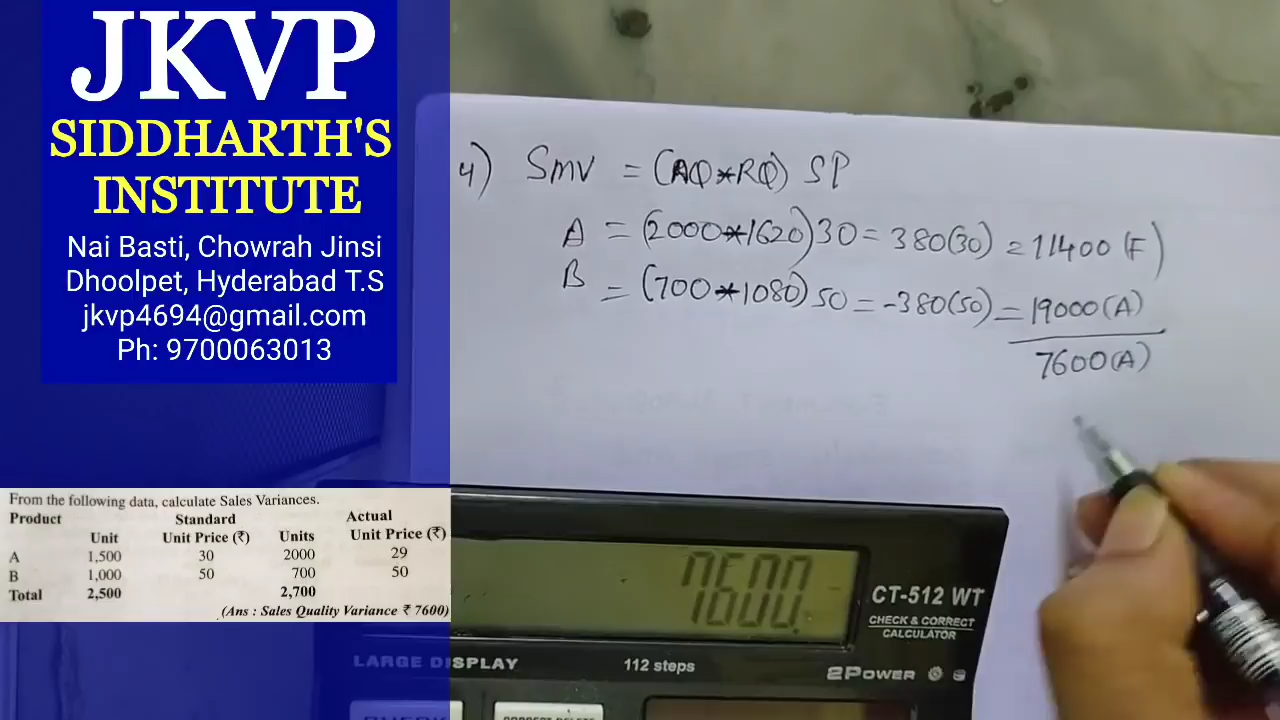 JKVP
SIDDHARTH'S
INSTITUTE
Nai Basti, Chowrah Jinsi
Dhoolpet, Hyderabad T.S
jkvp4694@gmail.com
Ph: 9700063013
4) SMV = (AQ*RQ) SP
A = (2000*1620)30 = 380(30) = 11400 (F)
B = (700*1080)50 = -380(50) = 19000 (A)
7600(A)
From the following data, calculate Sales Variances.
Product Standard Actual
Unit Unit Price (₹) Units Unit Price (₹)
A 1,500 30 2000 29
B 1,000 50 700 50
Total 2,500 2,700
(Ans : Sales Quality Variance ₹ 7600)
7600.
CT-512 WT
CHECK & CORRECT
CALCULATOR
LARGE DISPLAY 112 steps 2POWER
CHECK CORRECT DELETE